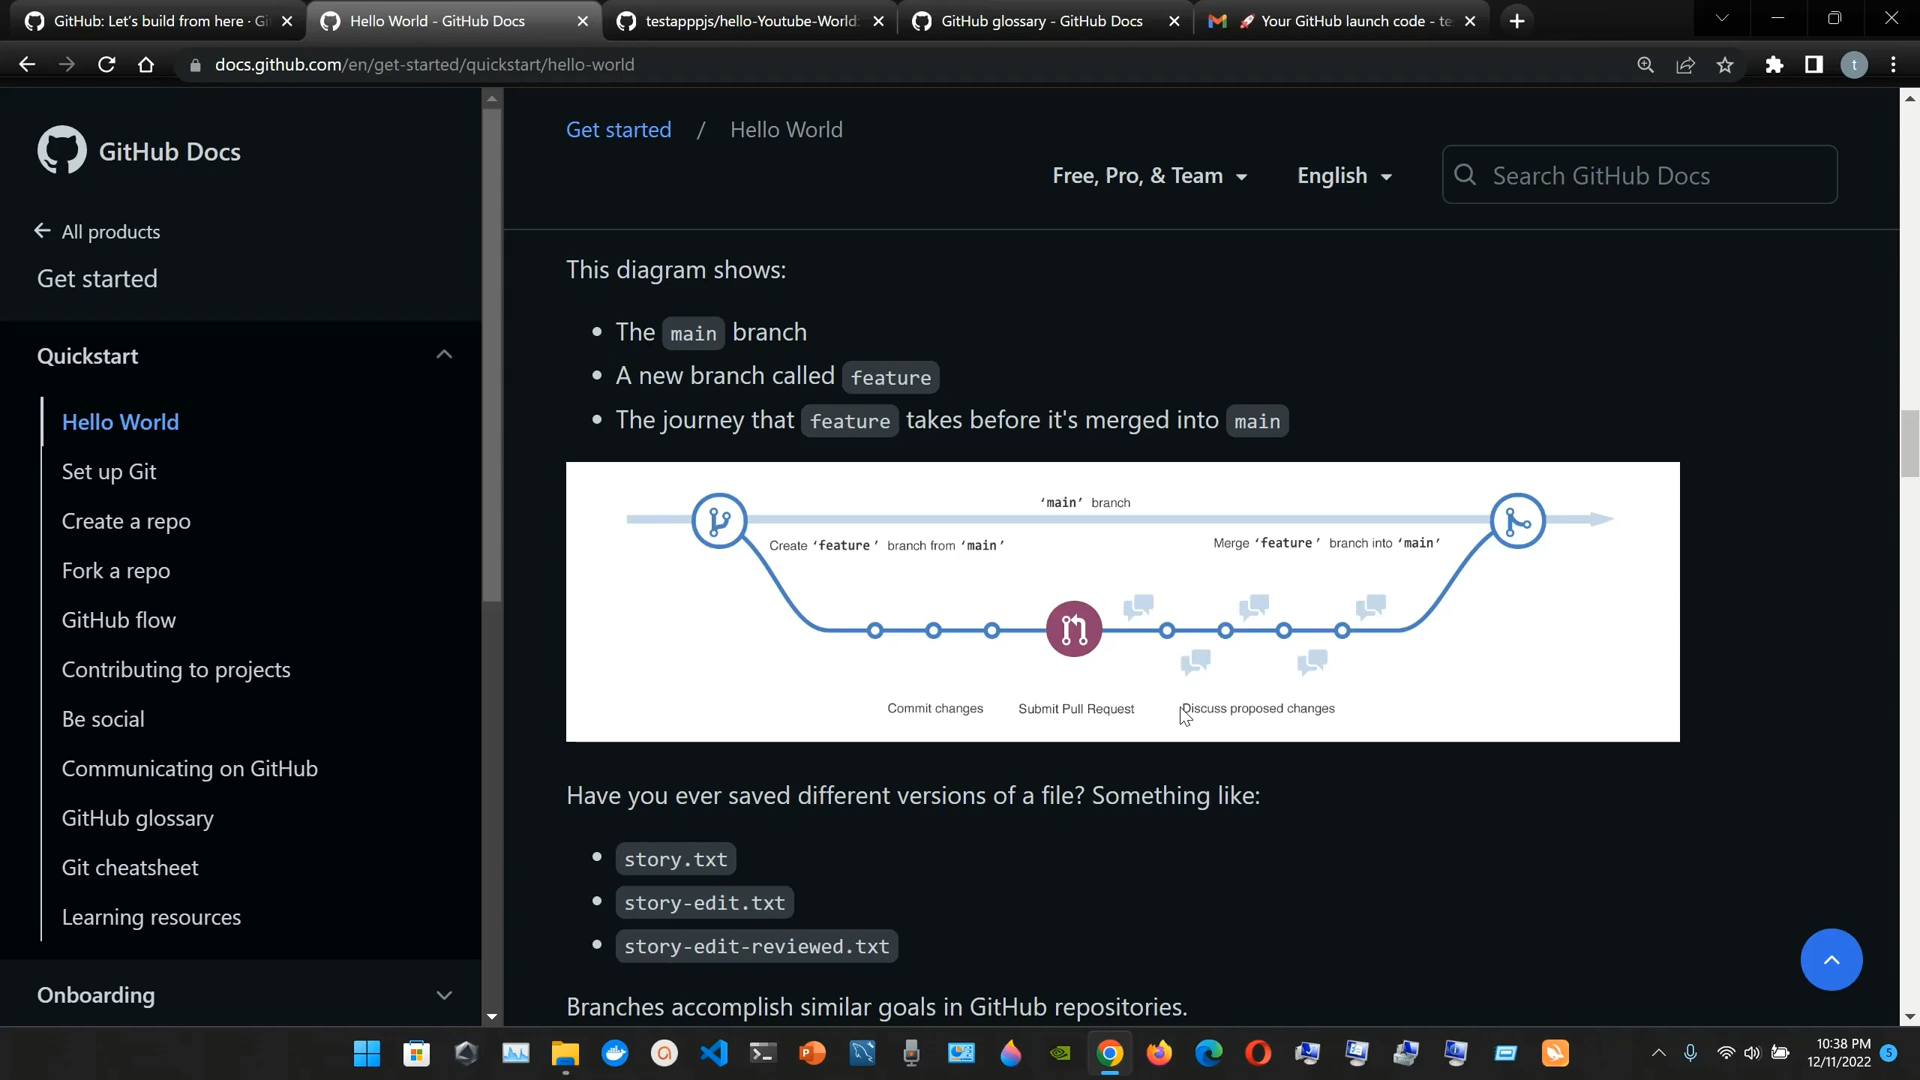 GitHub: Let's build from here · Gi
Hello World - GitHub Docs
testapppjs/hello-Youtube-World:
GitHub glossary - GitHub Docs
🚀 Your GitHub launch code - te
docs.github.com/en/get-started/quickstart/hello-world
t
GitHub Docs
All products
Get started
Quickstart
Hello World
Set up Git
Create a repo
Fork a repo
GitHub flow
Contributing to projects
Be social
Communicating on GitHub
GitHub glossary
Git cheatsheet
Learning resources
Onboarding
Get started / Hello World
Free, Pro, & Team
English
Search GitHub Docs
This diagram shows:
• The main branch
• A new branch called feature
• The journey that feature takes before it's merged into main
‘main’ branch
Create ‘feature’ branch from ‘main’
Merge ‘feature’ branch into ‘main’
Commit changes
Submit Pull Request
Discuss proposed changes
Have you ever saved different versions of a file? Something like:
• story.txt
• story-edit.txt
• story-edit-reviewed.txt
Branches accomplish similar goals in GitHub repositories.
10:38 PM
12/11/2022
5